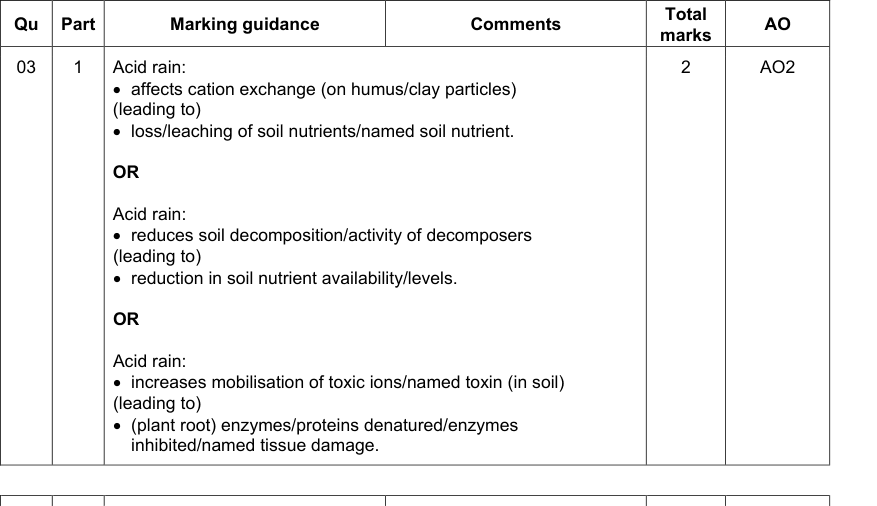 Qu Part Marking guidance Comments Total marks AO
03 1 Acid rain: 2 AO2
• affects cation exchange (on humus/clay particles)
(leading to)
• loss/leaching of soil nutrients/named soil nutrient.
OR
Acid rain:
• reduces soil decomposition/activity of decomposers
(leading to)
• reduction in soil nutrient availability/levels.
OR
Acid rain:
• increases mobilisation of toxic ions/named toxin (in soil)
(leading to)
• (plant root) enzymes/proteins denatured/enzymes
inhibited/named tissue damage.